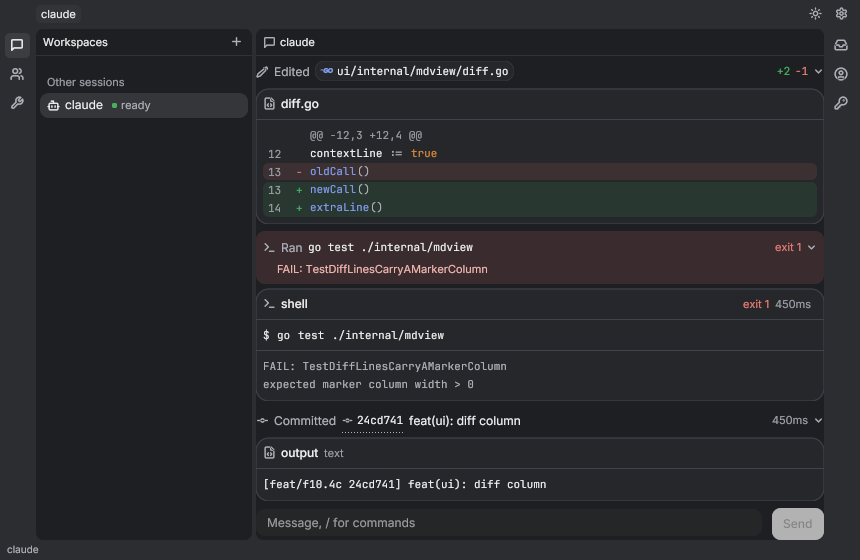 claude
Workspaces
+
Other sessions
claude ready
claude
Edited ui/internal/mdview/diff.go +2 -1
diff.go
@@ -12,3 +12,4 @@
12 contextLine := true
13 - oldCall()
13 + newCall()
14 + extraLine()
Ran go test ./internal/mdview exit 1
FAIL: TestDiffLinesCarryAMarkerColumn
shell exit 1 450ms
$ go test ./internal/mdview
FAIL: TestDiffLinesCarryAMarkerColumn
expected marker column width > 0
Committed 24cd741 feat(ui): diff column 450ms
output text
[feat/f10.4c 24cd741] feat(ui): diff column
Message, / for commands
Send
claude